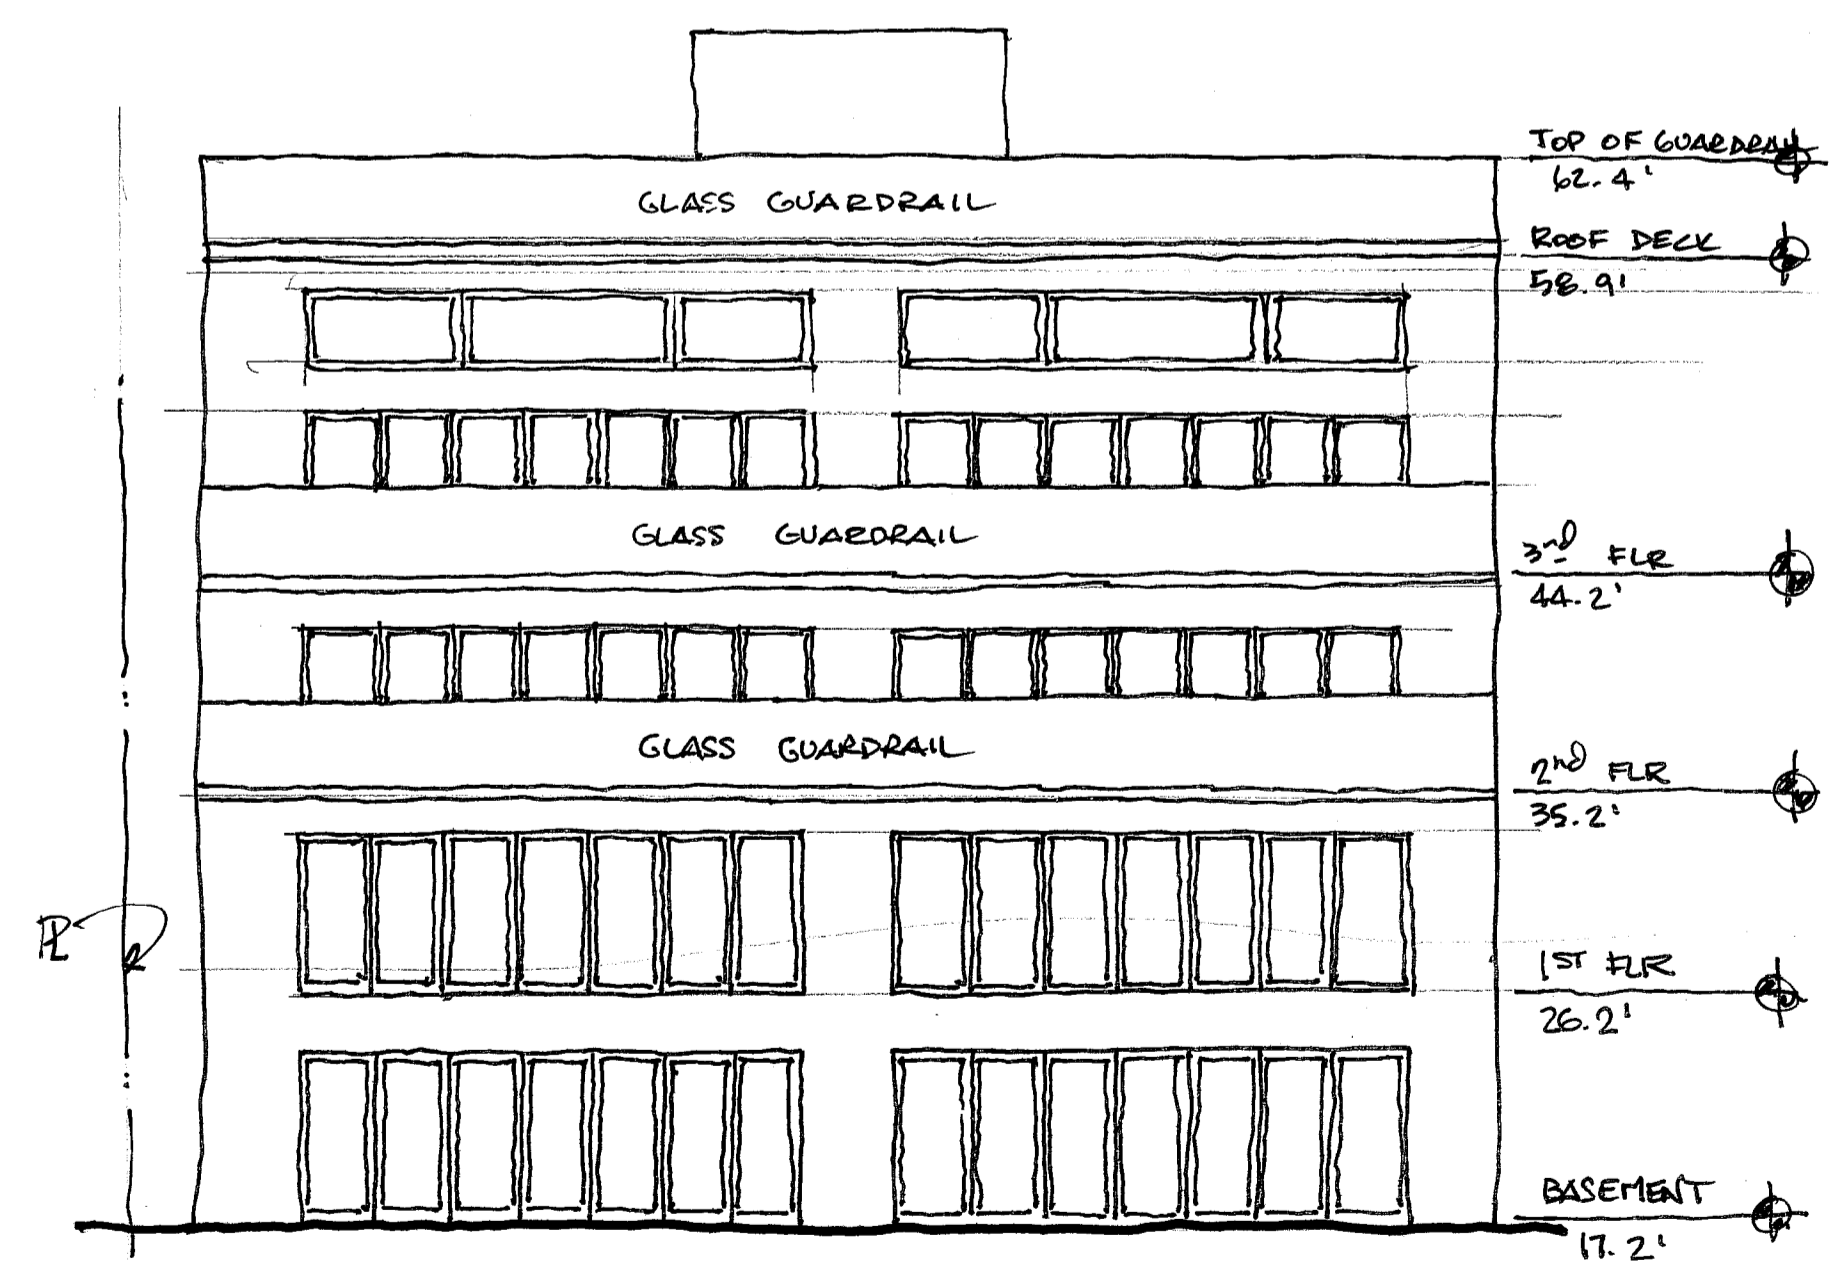 TOP OF GUARDRAIL
62.4'
GLASS GUARDRAIL
ROOF DECK
58.9'
GLASS GUARDRAIL
3nd FLR
44.2'
GLASS GUARDRAIL
2nd FLR
35.2'
PL
1ST FLR
26.2'
BASEMENT
17.2'